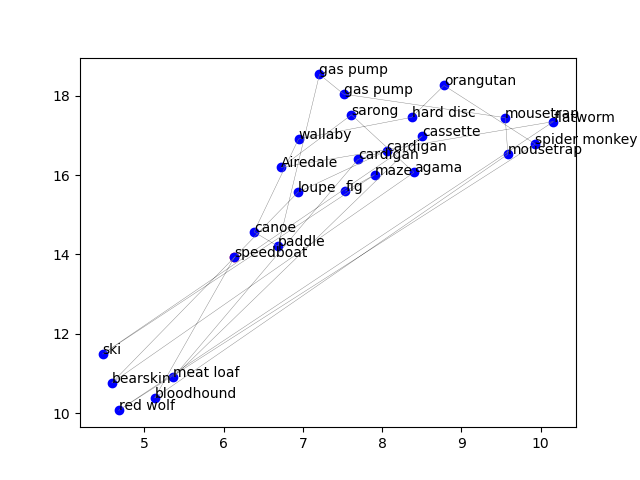 gas pump
orangutan
gas pump
sarong
hard disc
mousetrap
flatworm
wallaby
cassette
spider monkey
cardigan
mousetrap
cardigan
Airedale
maze
agama
loupe
fig
canoe
paddle
speedboat
ski
meat loaf
bearskin
bloodhound
red wolf
18
16
14
12
10
5
6
7
8
9
10